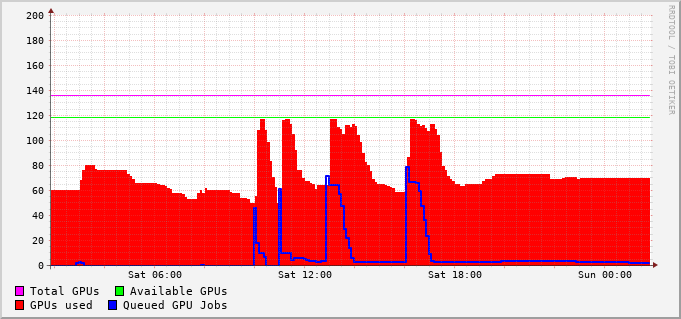 RRDTOOL / TOBI OETIKER
200
180
160
140
120
100
80
60
40
20
0
Sat 06:00 Sat 12:00 Sat 18:00 Sun 00:00
Total GPUs Available GPUs
GPUs used Queued GPU Jobs